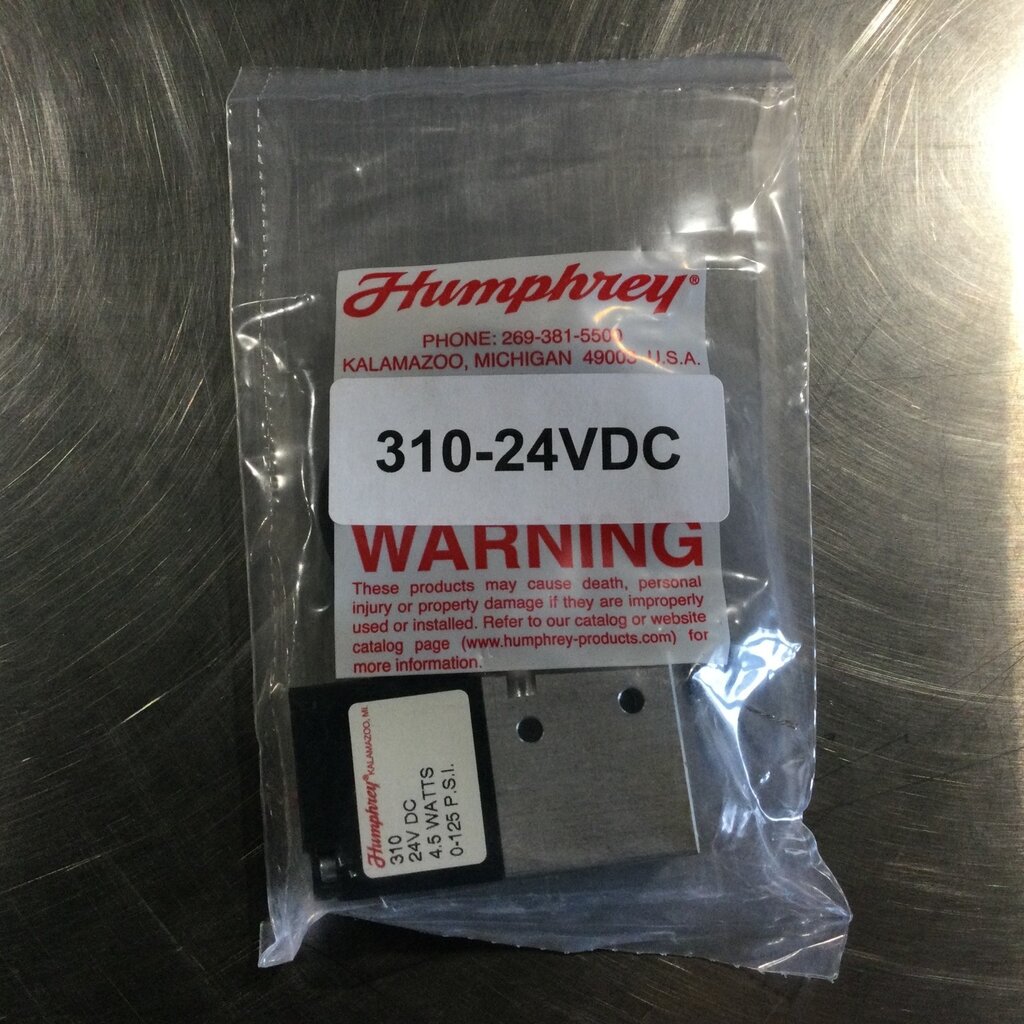 Humphrey®
PHONE: 269-381-5500
KALAMAZOO, MICHIGAN 49003 U.S.A.
310-24VDC
WARNING
These products may cause death, personal
injury or property damage if they are improperly
used or installed. Refer to our catalog or website
catalog page (www.humphrey-products.com) for
more information.
Humphrey® KALAMAZOO, MI.
310
24V DC
4.5 WATTS
0-125 P.S.I.